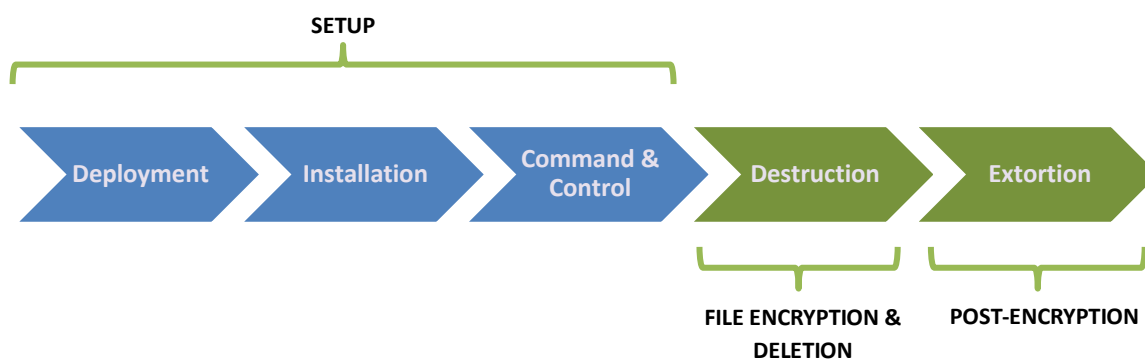 SETUP
Deployment
Installation
Command &
Control
Destruction
Extortion
FILE ENCRYPTION &
DELETION
POST-ENCRYPTION